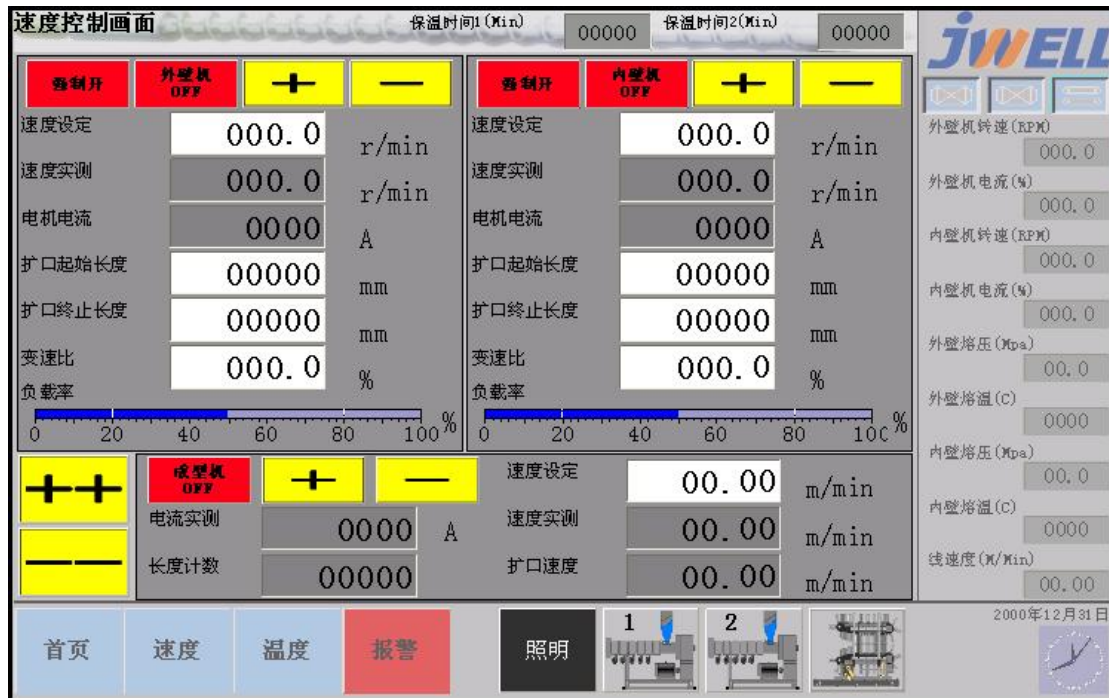 速度控制画面 保温时间1(Min) 00000 保温时间2(Min) 00000
JWELL
强制开 外壁机 OFF + —
速度设定 000.0 r/min
速度实测 000.0 r/min
电机电流 0000 A
扩口起始长度 00000 mm
扩口终止长度 00000 mm
变速比 000.0 %
负载率
0 20 40 60 80 100 %
强制开 内壁机 OFF + —
速度设定 000.0 r/min
速度实测 000.0 r/min
电机电流 0000 A
扩口起始长度 00000 mm
扩口终止长度 00000 mm
变速比 000.0 %
负载率
0 20 40 60 80 100 %
外壁机转速(RPM)
000.0
外壁机电流(%)
000.0
内壁机转速(RPM)
000.0
内壁机电流(%)
000.0
外壁熔压(Mpa)
00.0
外壁熔温(C)
0000
内壁熔压(Mpa)
00.0
内壁熔温(C)
0000
线速度(M/Min)
00.00
++ 成型机 OFF + — 速度设定 00.00 m/min
电流实测 0000 A 速度实测 00.00 m/min
—— 长度计数 00000 扩口速度 00.00 m/min
首页 速度 温度 报警 照明 1 2
2000年12月31日